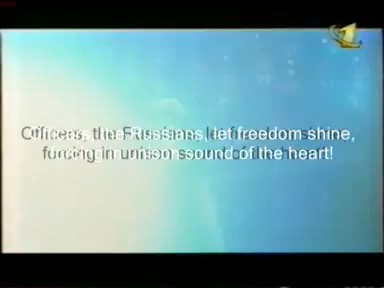 Officers, the Russians, let freedom shine,
forcing in unison sound of the heart!